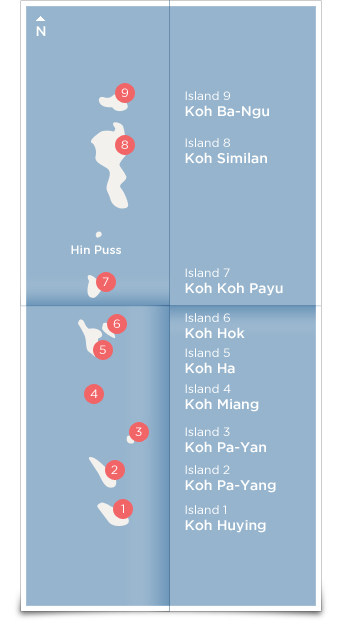 N
9
Island 9
Koh Ba-Ngu
8
Island 8
Koh Similan
Hin Puss
7
Island 7
Koh Koh Payu
6
Island 6
Koh Hok
5
Island 5
Koh Ha
4
Island 4
Koh Miang
3
Island 3
Koh Pa-Yan
2
Island 2
Koh Pa-Yang
1
Island 1
Koh Huying